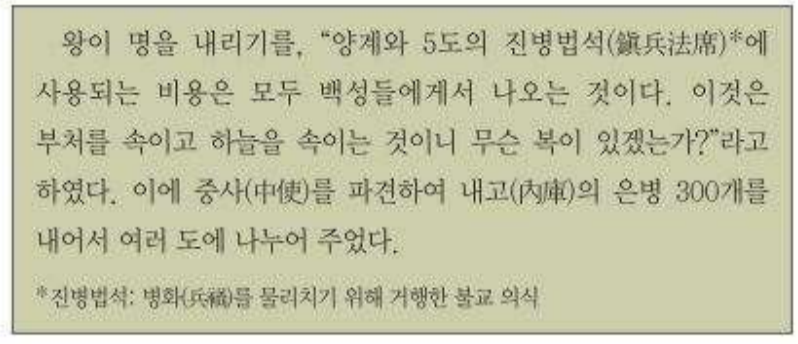 왕이 명을 내리기를, “양계와 5도의 진병법석(鎭兵法席)*에
사용되는 비용은 모두 백성들에게서 나오는 것이다. 이것은
부처를 속이고 하늘을 속이는 것이니 무슨 복이 있겠는가?”라고
하였다. 이에 중사(中使)를 파견하여 내고(內庫)의 은병 300개를
내어서 여러 도에 나누어 주었다.
*진병법석: 병화(兵禍)를 물리치기 위해 거행한 불교 의식